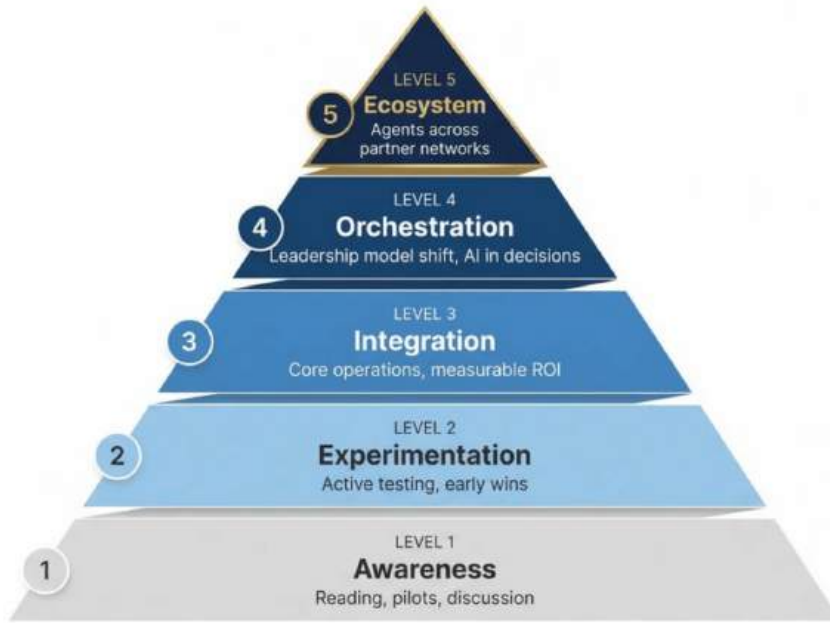 LEVEL 5
5
Ecosystem
Agents across
partner networks
LEVEL 4
4
Orchestration
Leadership model shift, AI in decisions
LEVEL 3
3
Integration
Core operations, measurable ROI
LEVEL 2
2
Experimentation
Active testing, early wins
LEVEL 1
1
Awareness
Reading, pilots, discussion